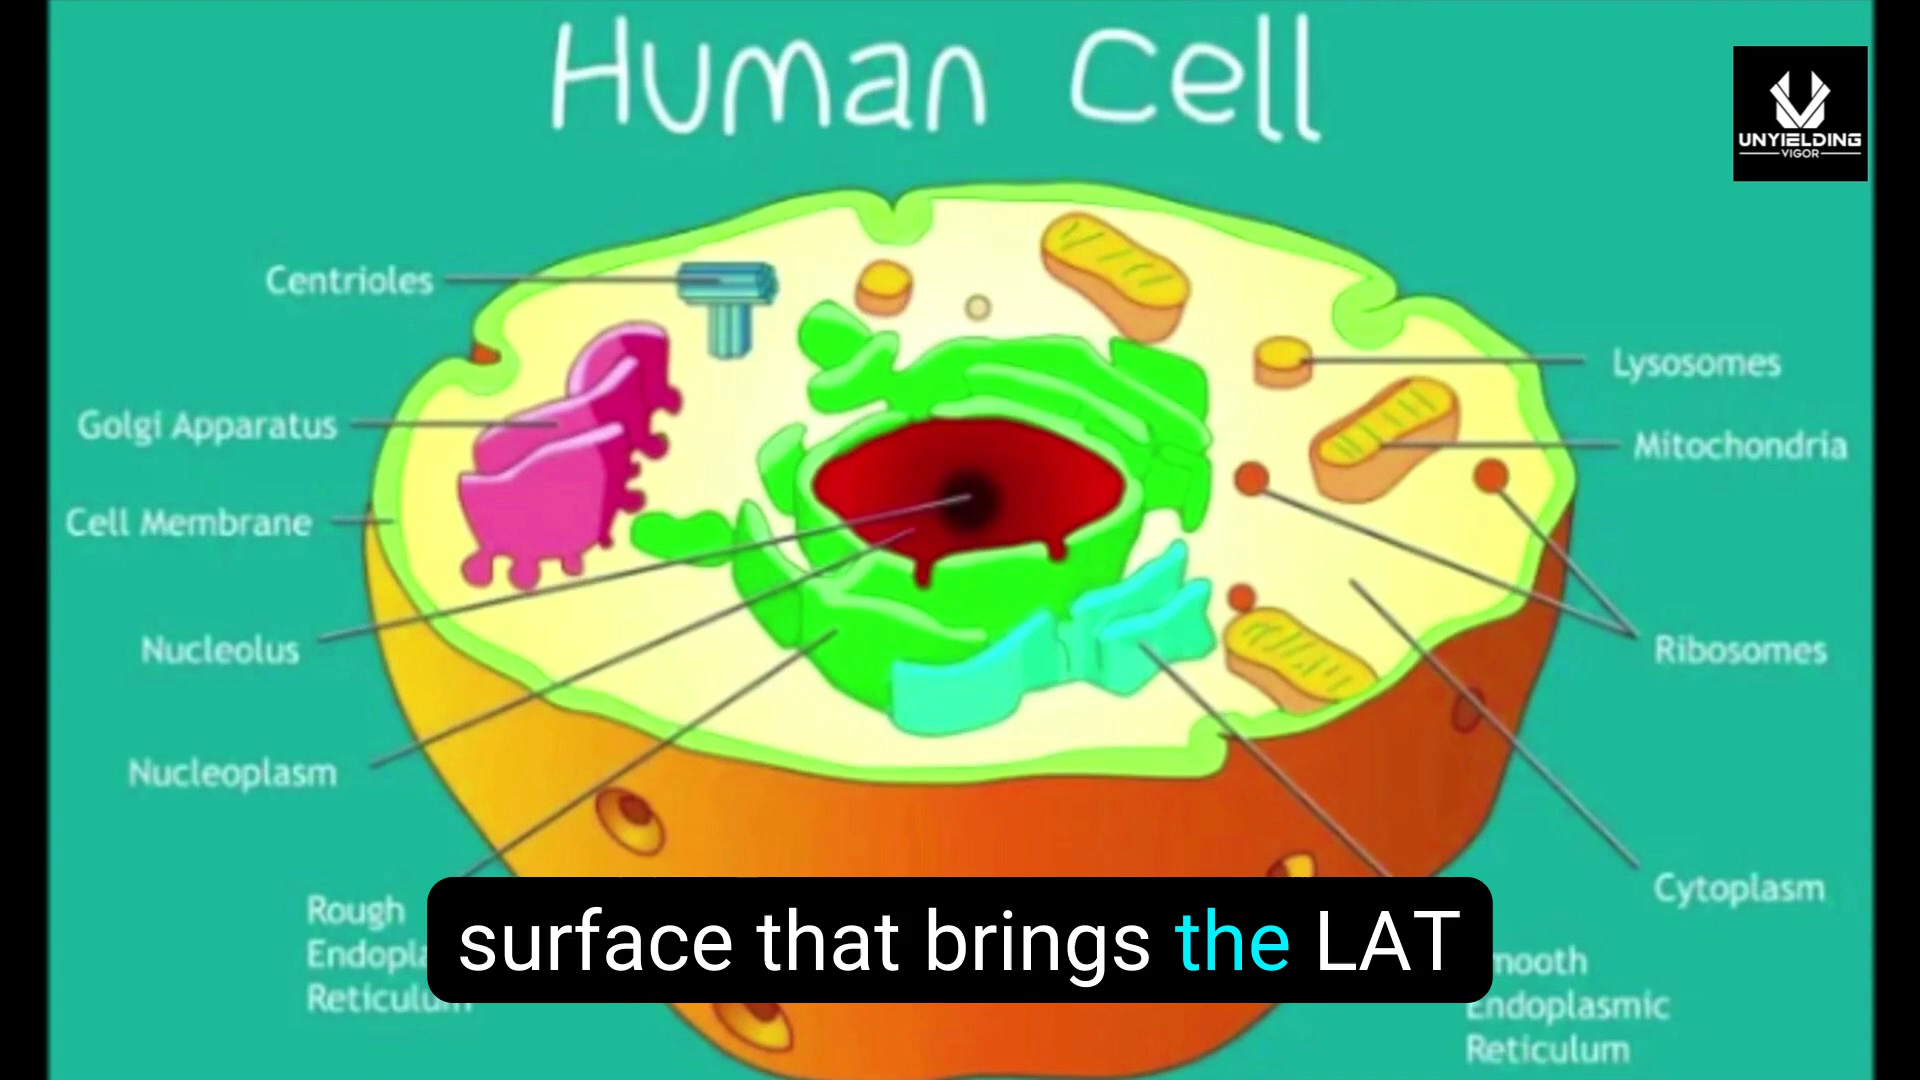 Human Cell
UNYIELDING
VIGOR
Centrioles
Golgi Apparatus
Cell Membrane
Nucleolus
Nucleoplasm
Rough
Reticulum
Lysosomes
Mitochondria
Ribosomes
Cytoplasm
Endoplasmic
Reticulum
surface that brings the LAT